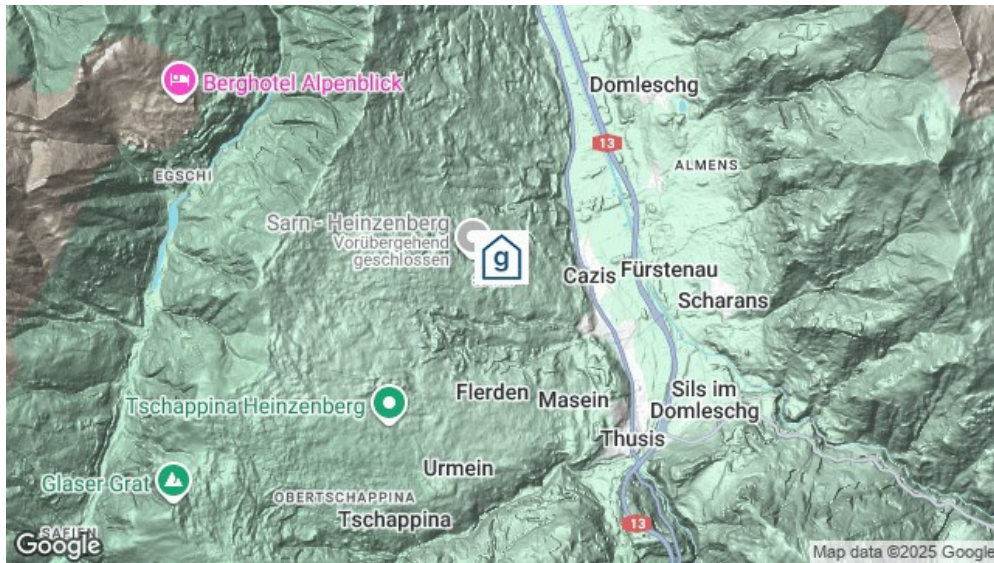 Domleschg
Berghotel Alpenblick
13
ALMENS
EGSCHI
Sarn - Heinzenberg
Vorübergehend
geschlossen
g
Cazis
Fürstenau
Scharans
Flerden
Masein
Sils im
Domleschg
Tschappina Heinzenberg
Thusis
Urmein
Glaser Grat
OBERTSCHAPPINA
Tschappina
13
SAFIEN
Google
Map data ©2025 Google